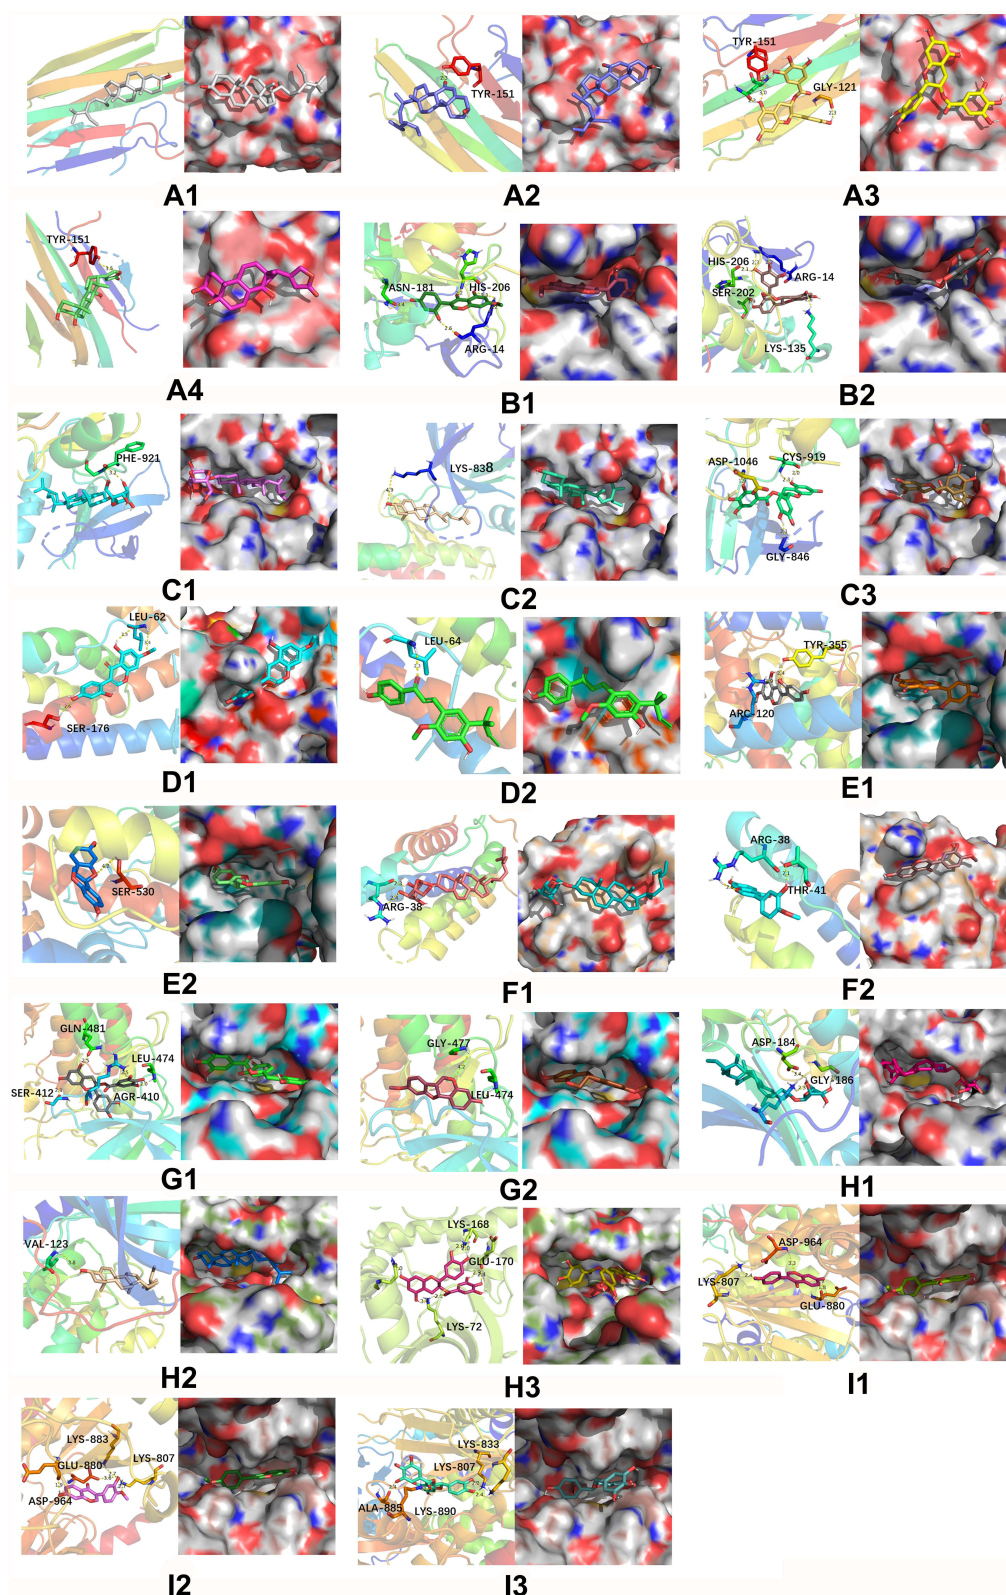 TYR-151
TYR-151
TYR-151
GLY-121
A1
A2
A3
TYR-151
ASN-181
HIS-206
ARG-14
HIS-206
ARG-14
SER-202
LYS-135
A4
B1
B2
PHE-921
LYS-838
ASP-1046
CYS-919
GLY-846
C1
C2
C3
LEU-62
SER-176
LEU-64
TYR-355
ARC-120
D1
D2
E1
SER-530
ARG-38
ARG-38
THR-41
E2
F1
F2
GLN-481
LEU-474
SER-412
AGR-410
GLY-477
LEU-474
ASP-184
GLY-186
G1
G2
H1
VAL-123
LYS-168
GLU-170
LYS-72
ASP-964
LYS-807
GLU-880
H2
H3
I1
LYS-883
GLU-880
LYS-807
ASP-964
LYS-833
LYS-807
ALA-885
LYS-890
I2
I3